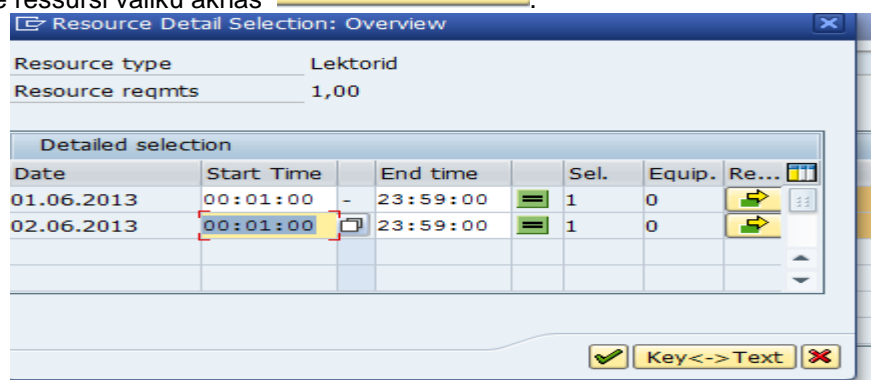 ressursi valiku aknas .
Resource Detail Selection: Overview
Resource type Lektorid
Resource reqmts 1,00
Detailed selection
Date Start Time End time Sel. Equip. Re...
01.06.2013 00:01:00 - 23:59:00 1 0
02.06.2013 00:01:00 23:59:00 1 0
Key<->Text